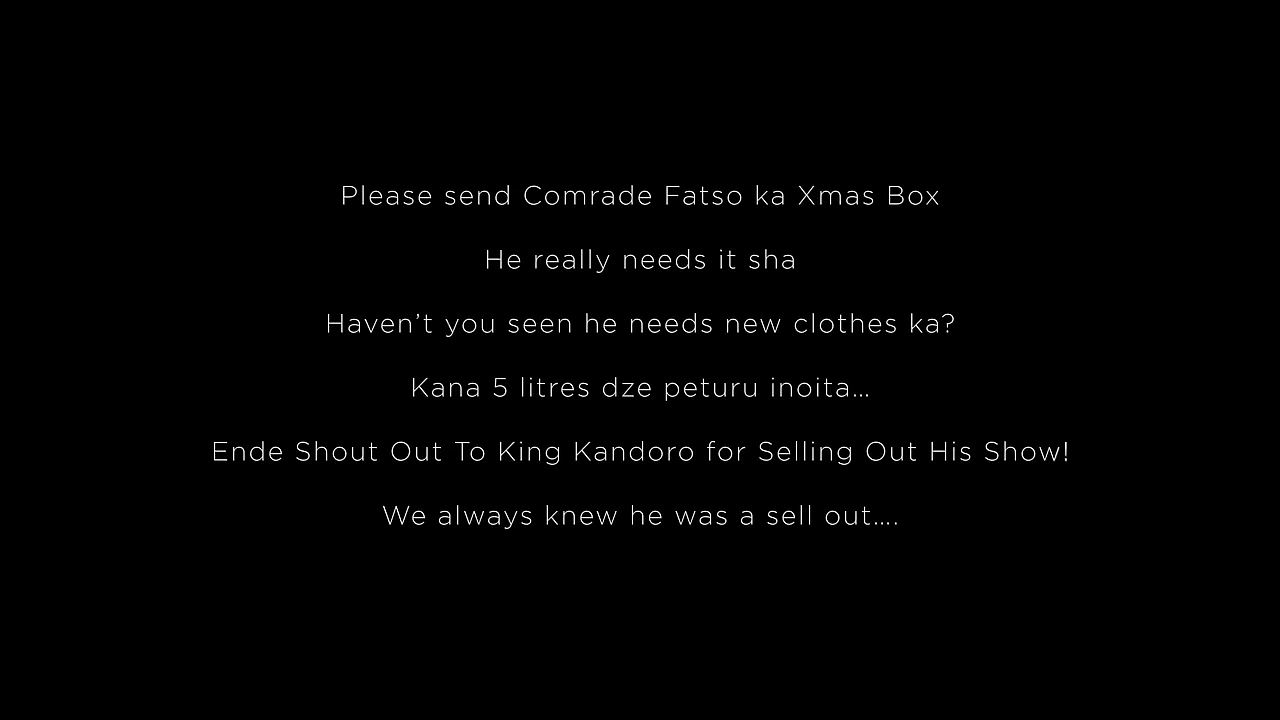 Please send Comrade Fatso ka Xmas Box
He really needs it sha
Haven’t you seen he needs new clothes ka?
Kana 5 litres dze peturu inoita...
Ende Shout Out To King Kandoro for Selling Out His Show!
We always knew he was a sell out....